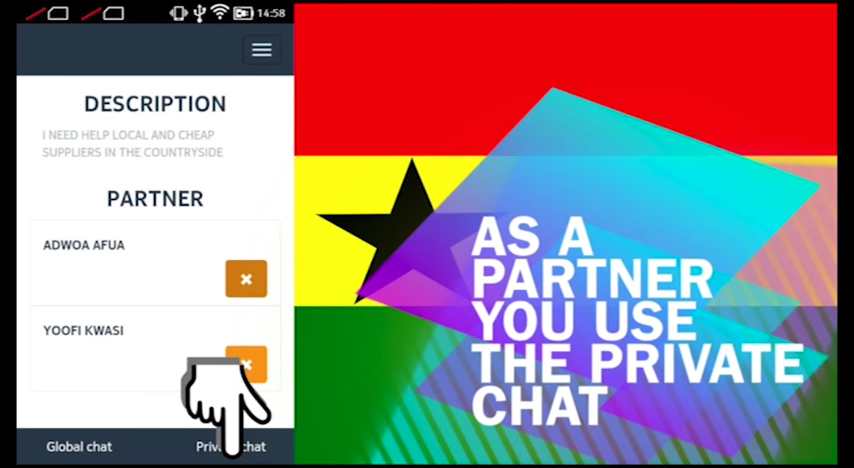 14:58
DESCRIPTION
I NEED HELP LOCAL AND CHEAP
SUPPLIERS IN THE COUNTRYSIDE
PARTNER
ADWOA AFUA
YOOFI KWASI
Global chat
Private chat
AS A
PARTNER
YOU USE
THE PRIVATE
CHAT